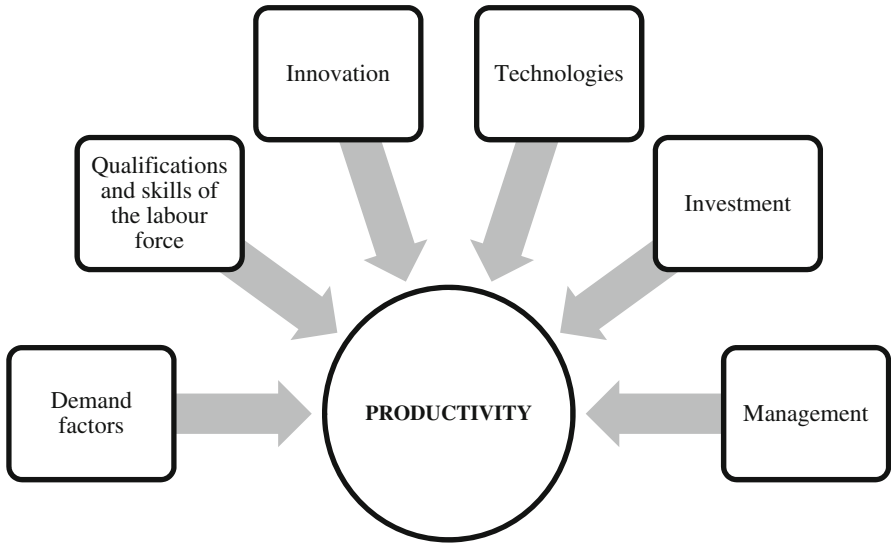 Innovation
Technologies
Qualifications
and skills of
the labour
force
Investment
Demand
factors
PRODUCTIVITY
Management